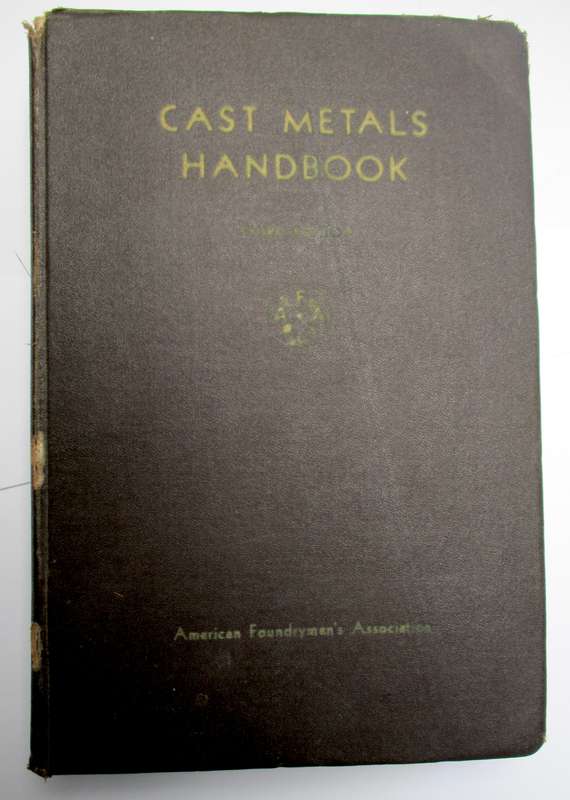 CAST METALS
HANDBOOK
A F A
American Foundrymen's Association